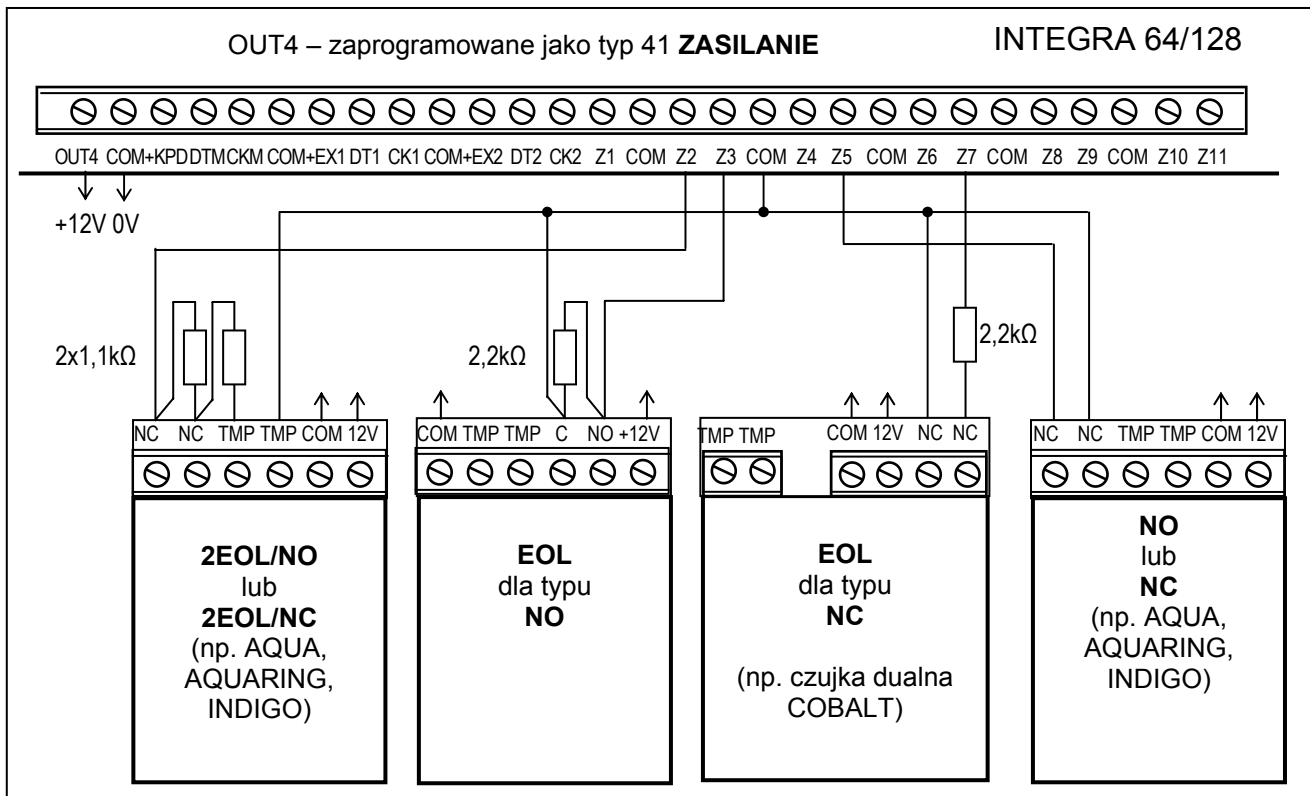 OUT4 – zaprogramowane jako typ 41 ZASILANIE
INTEGRA 64/128
OUT4 COM+KPD DTM CKM COM+EX1 DT1 CK1 COM+EX2 DT2 CK2 Z1 COM Z2 Z3 COM Z4 Z5 COM Z6 Z7 COM Z8 Z9 COM Z10 Z11
+12V 0V
2x1,1kΩ
2,2kΩ
2,2kΩ
NC NC TMP TMP COM 12V
COM TMP TMP C NO +12V
TMP TMP COM 12V NC NC
NC NC TMP TMP COM 12V
2EOL/NO
lub
2EOL/NC
(np. AQUA,
AQUARING,
INDIGO)
EOL
dla typu
NO
EOL
dla typu
NC
(np. czujka dualna
COBALT)
NO
lub
NC
(np. AQUA,
AQUARING,
INDIGO)